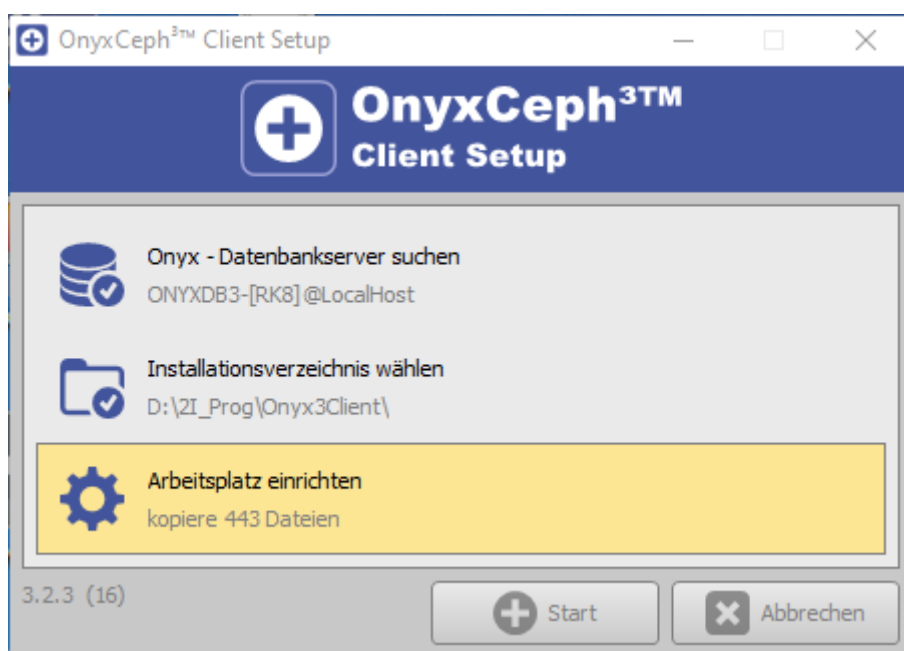 OnyxCeph³™ Client Setup
OnyxCeph³™
Client Setup
Onyx - Datenbankserver suchen
ONYXDB3-[RK8]@LocalHost
Installationsverzeichnis wählen
D:\2I_Prog\Onyx3Client\
Arbeitsplatz einrichten
kopiere 443 Dateien
3.2.3 (16)
Start
Abbrechen